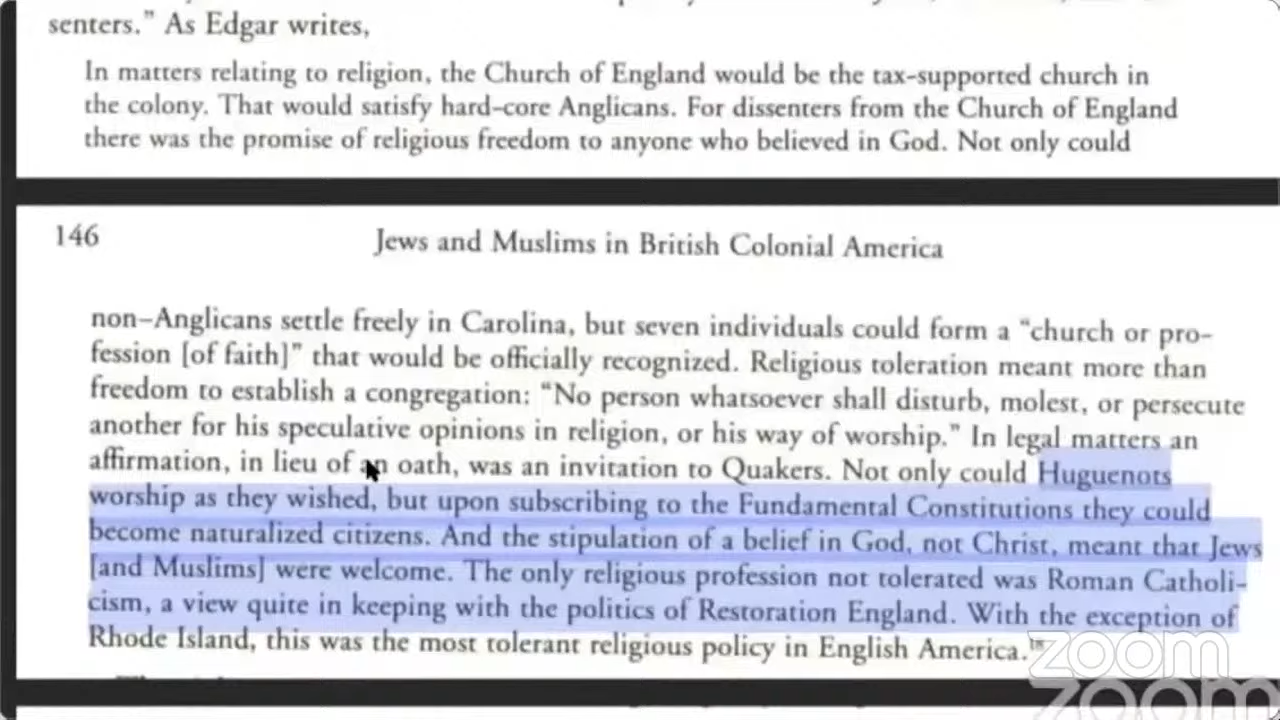 senters.” As Edgar writes,
In matters relating to religion, the Church of England would be the tax-supported church in
the colony. That would satisfy hard-core Anglicans. For dissenters from the Church of England
there was the promise of religious freedom to anyone who believed in God. Not only could
146
Jews and Muslims in British Colonial America
non–Anglicans settle freely in Carolina, but seven individuals could form a “church or pro-
fession [of faith]” that would be officially recognized. Religious toleration meant more than
freedom to establish a congregation: “No person whatsoever shall disturb, molest, or persecute
another for his speculative opinions in religion, or his way of worship.” In legal matters an
affirmation, in lieu of an oath, was an invitation to Quakers. Not only could Huguenots
worship as they wished, but upon subscribing to the Fundamental Constitutions they could
become naturalized citizens. And the stipulation of a belief in God, not Christ, meant that Jews
[and Muslims] were welcome. The only religious profession not tolerated was Roman Catholi-
cism, a view quite in keeping with the politics of Restoration England. With the exception of
Rhode Island, this was the most tolerant religious policy in English America.
zoom
zoom